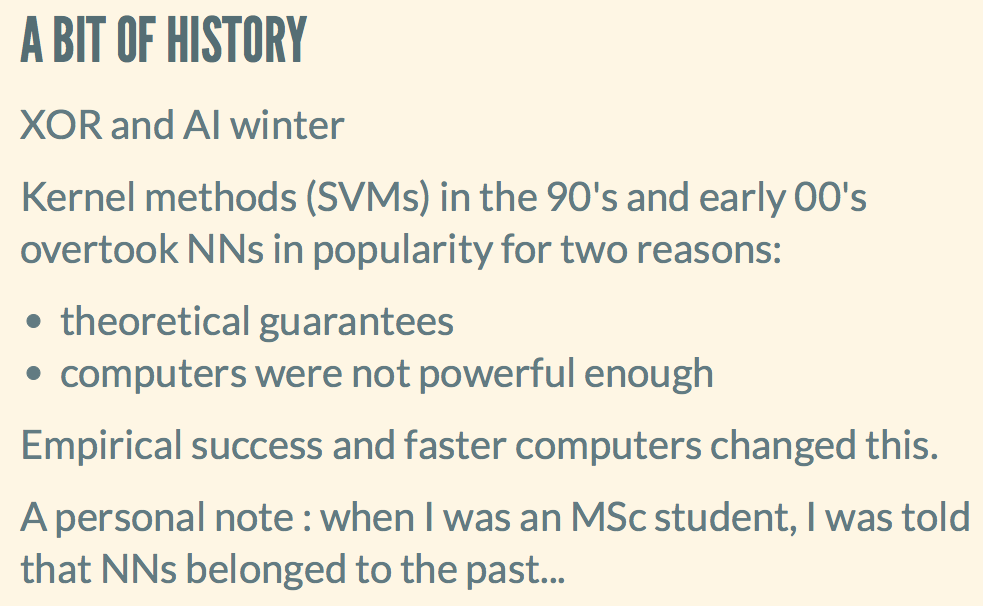 A BIT OF HISTORY
XOR and AI winter
Kernel methods (SVMs) in the 90's and early 00's
overtook NNs in popularity for two reasons:
• theoretical guarantees
• computers were not powerful enough
Empirical success and faster computers changed this.
A personal note : when I was an MSc student, I was told
that NNs belonged to the past...